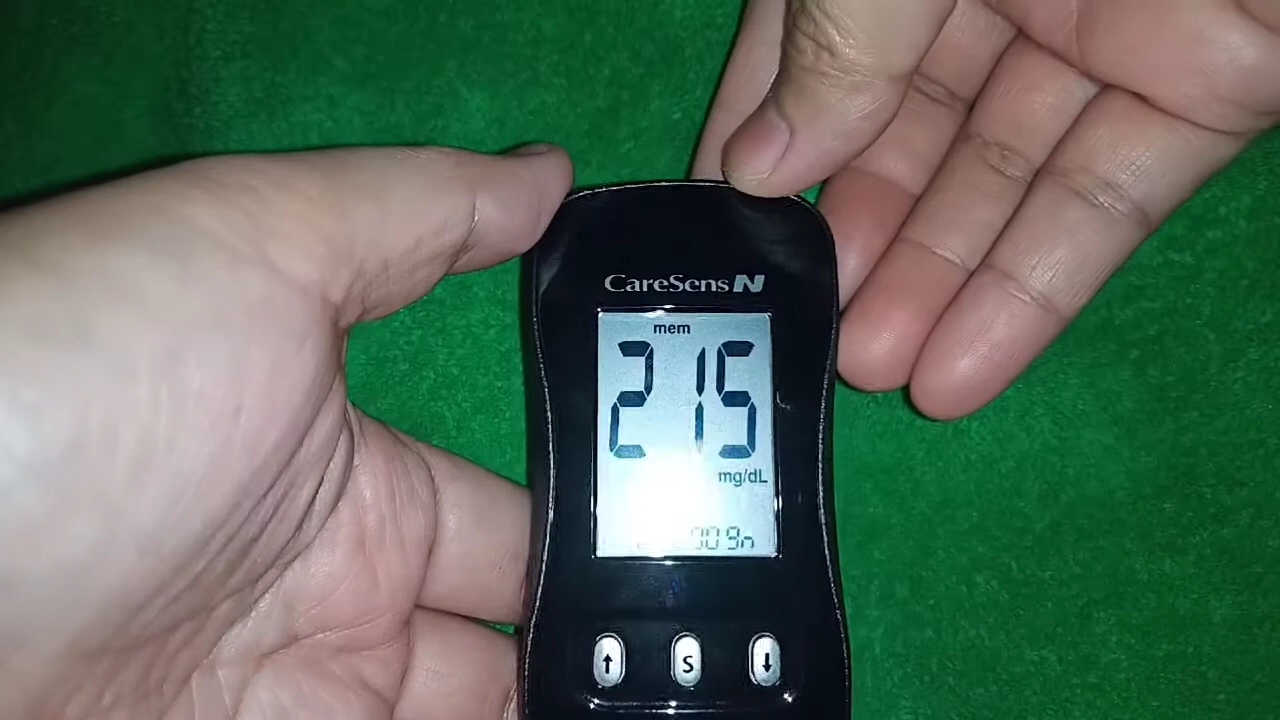 CareSens N
mem
215
mg/dL
↑ S ↓